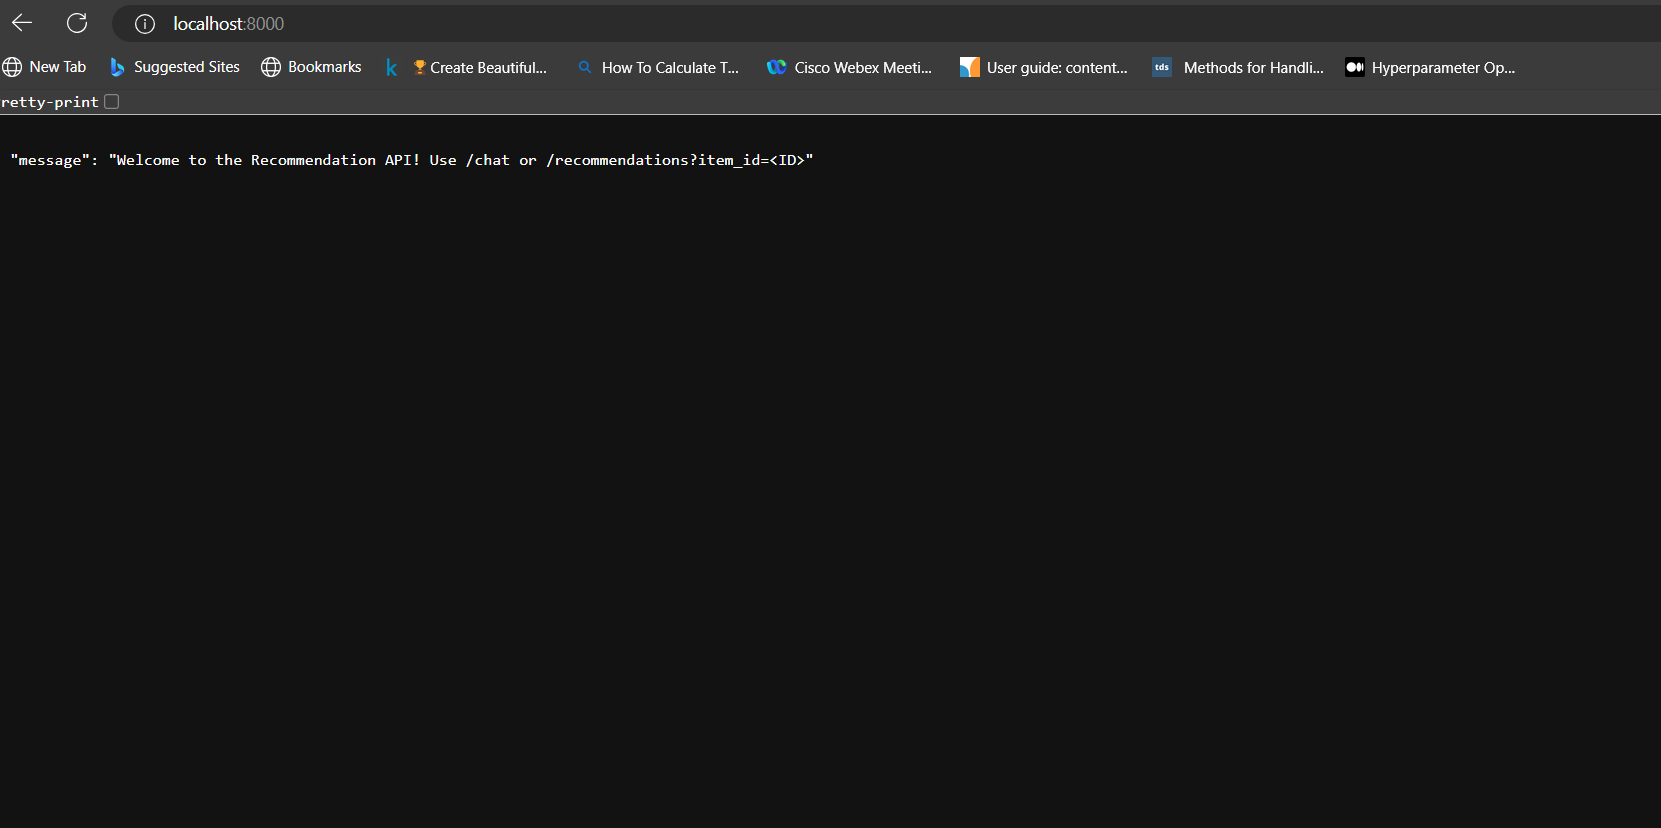 localhost:8000
New Tab Suggested Sites Bookmarks Create Beautiful... How To Calculate T... Cisco Webex Meeti... User guide: content... tds Methods for Handli... Hyperparameter Op...
retty-print
"message": "Welcome to the Recommendation API! Use /chat or /recommendations?item_id=<ID>"